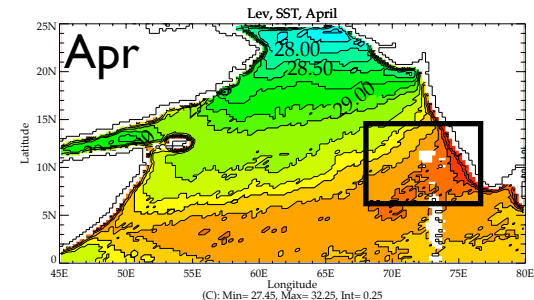 Lev, SST, April
Apr
25N
20N
15N
10N
5N
0
Latitude
28.00
28.50
29.00
45E 50E 55E 60E 65E 70E 75E 80E
Longitude
(C): Min= 27.45, Max= 32.25, Int= 0.25